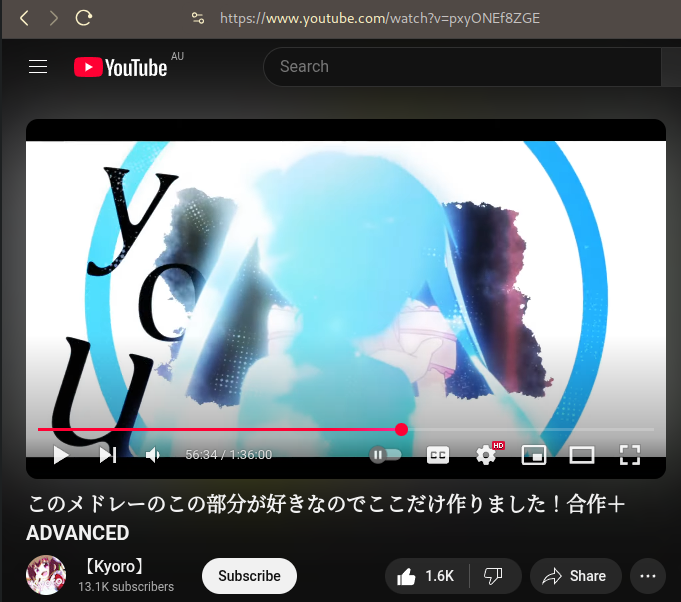 https://www.youtube.com/watch?v=pxyONEf8ZGE
YouTube AU
Search
you
56:34 / 1:36:00
CC
HD
このメドレーのこの部分が好きなのでここだけ作りました！合作＋
ADVANCED
【Kyoro】
13.1K subscribers
Subscribe
1.6K
Share